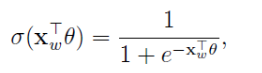 σ(𝐱_w^⊤θ) = 1 / (1 + e^{−𝐱_w^⊤θ}),